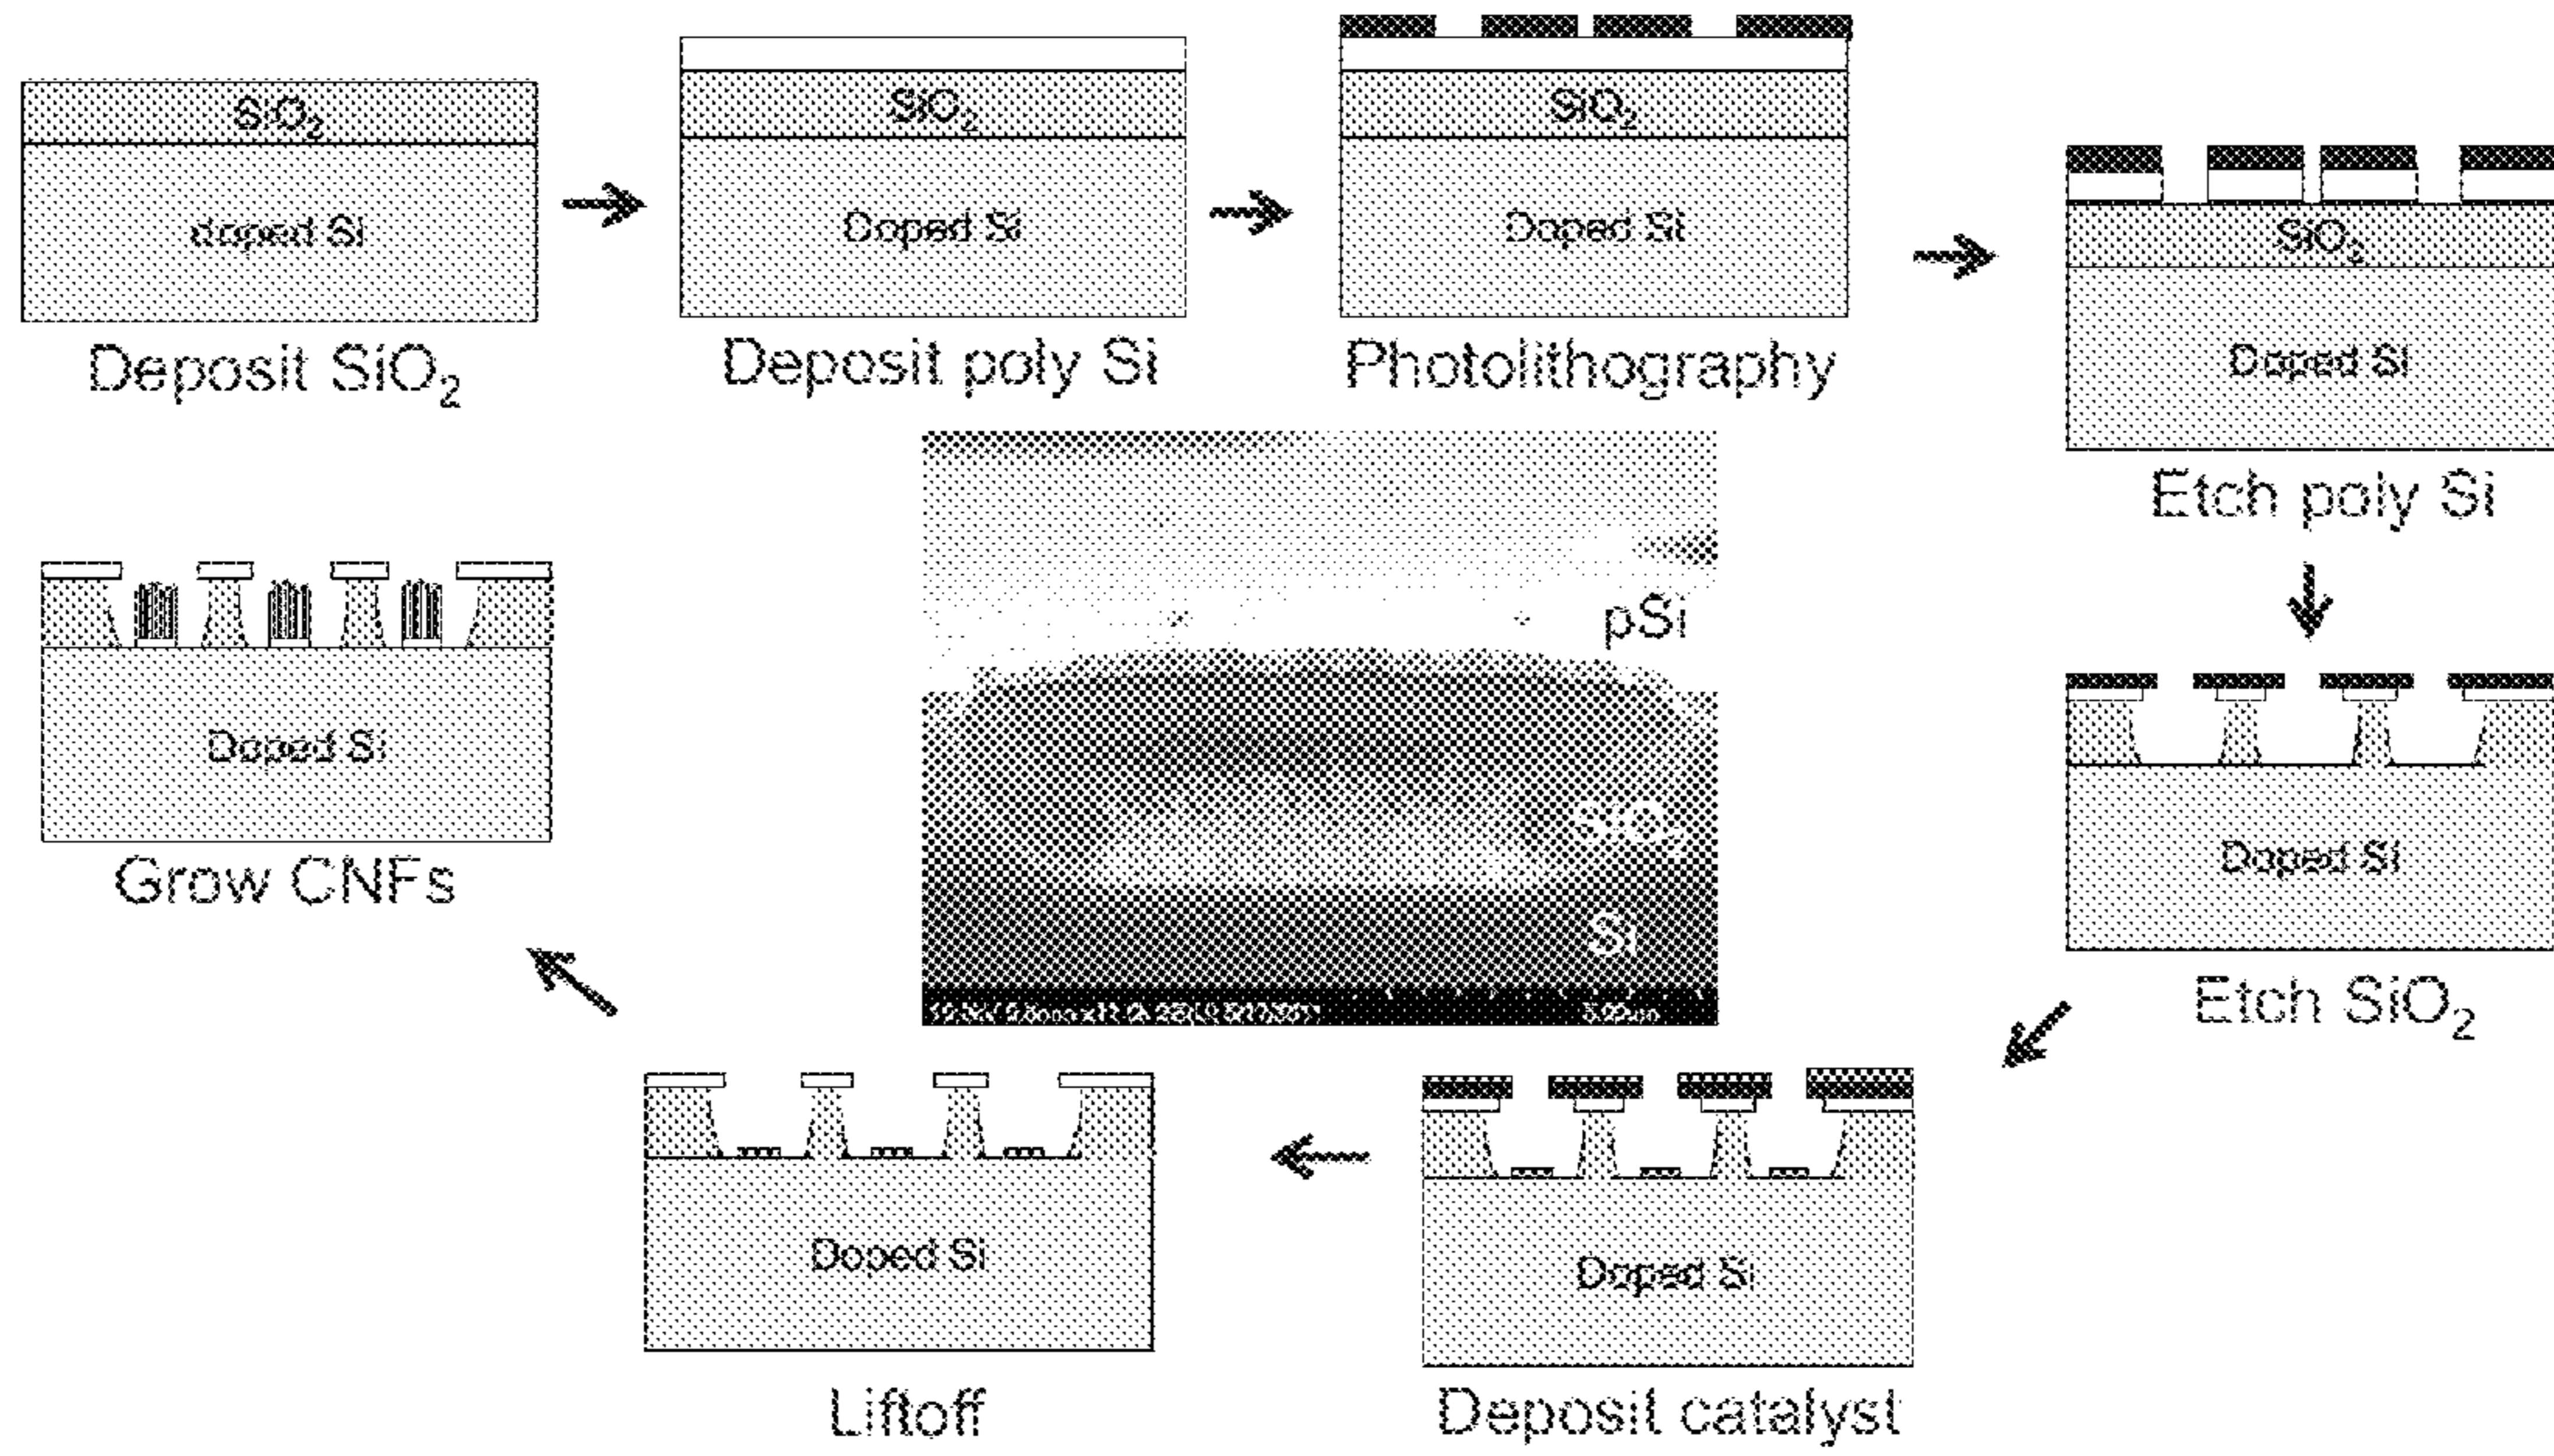 SiO₂
doped Si
Deposit SiO₂
SiO₂
Doped Si
Deposit poly Si
SiO₂
Doped Si
Photolithography
SiO₂
Doped Si
Etch poly Si
Doped Si
Etch SiO₂
Doped Si
Deposit catalyst
Doped Si
Liftoff
Doped Si
Grow CNFs
pSi
SiO₂
Si